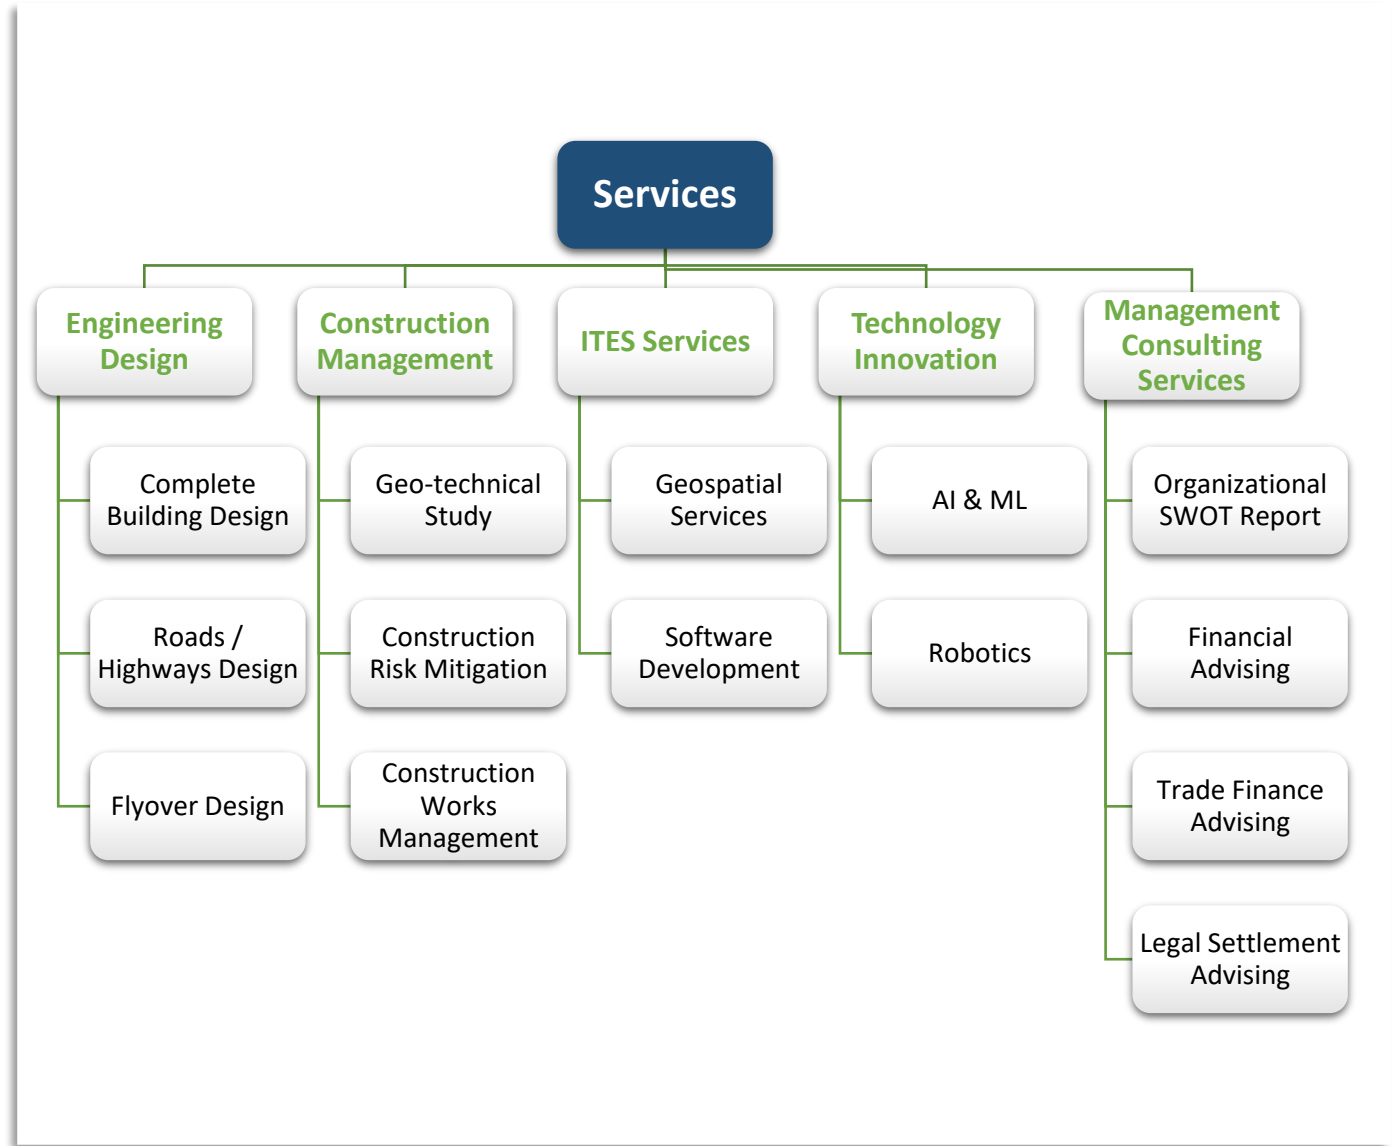 Services
Engineering
Design
Construction
Management
ITES Services
Technology
Innovation
Management
Consulting
Services
Complete
Building Design
Geo-technical
Study
Geospatial
Services
AI & ML
Organizational
SWOT Report
Roads /
Highways Design
Construction
Risk Mitigation
Software
Development
Robotics
Financial
Advising
Flyover Design
Construction
Works
Management
Trade Finance
Advising
Legal Settlement
Advising